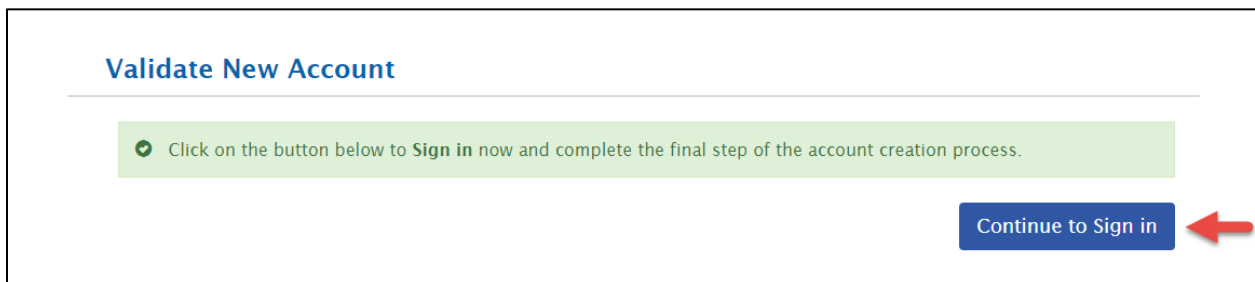 Validate New Account
Click on the button below to Sign in now and complete the final step of the account creation process.
Continue to Sign in